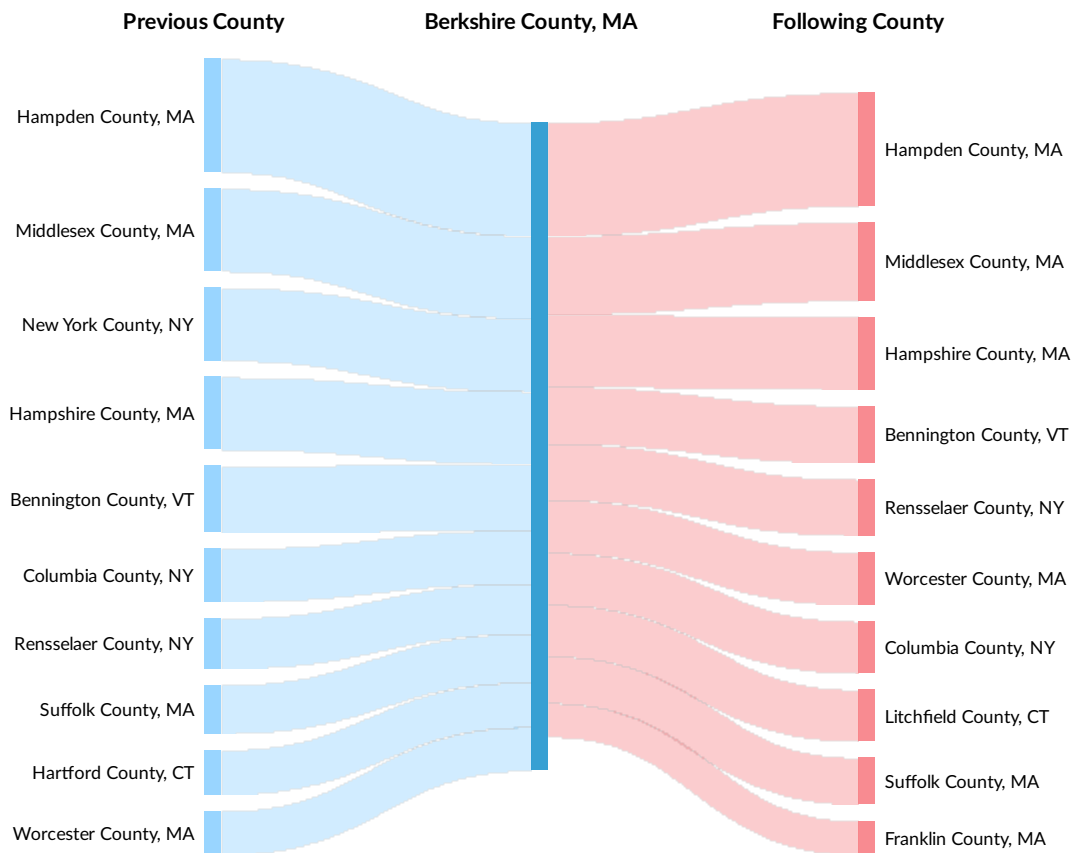 Previous County
Berkshire County, MA
Following County
Hampden County, MA
Middlesex County, MA
New York County, NY
Hampshire County, MA
Bennington County, VT
Columbia County, NY
Rensselaer County, NY
Suffolk County, MA
Hartford County, CT
Worcester County, MA
Hampden County, MA
Middlesex County, MA
Hampshire County, MA
Bennington County, VT
Rensselaer County, NY
Worcester County, MA
Columbia County, NY
Litchfield County, CT
Suffolk County, MA
Franklin County, MA